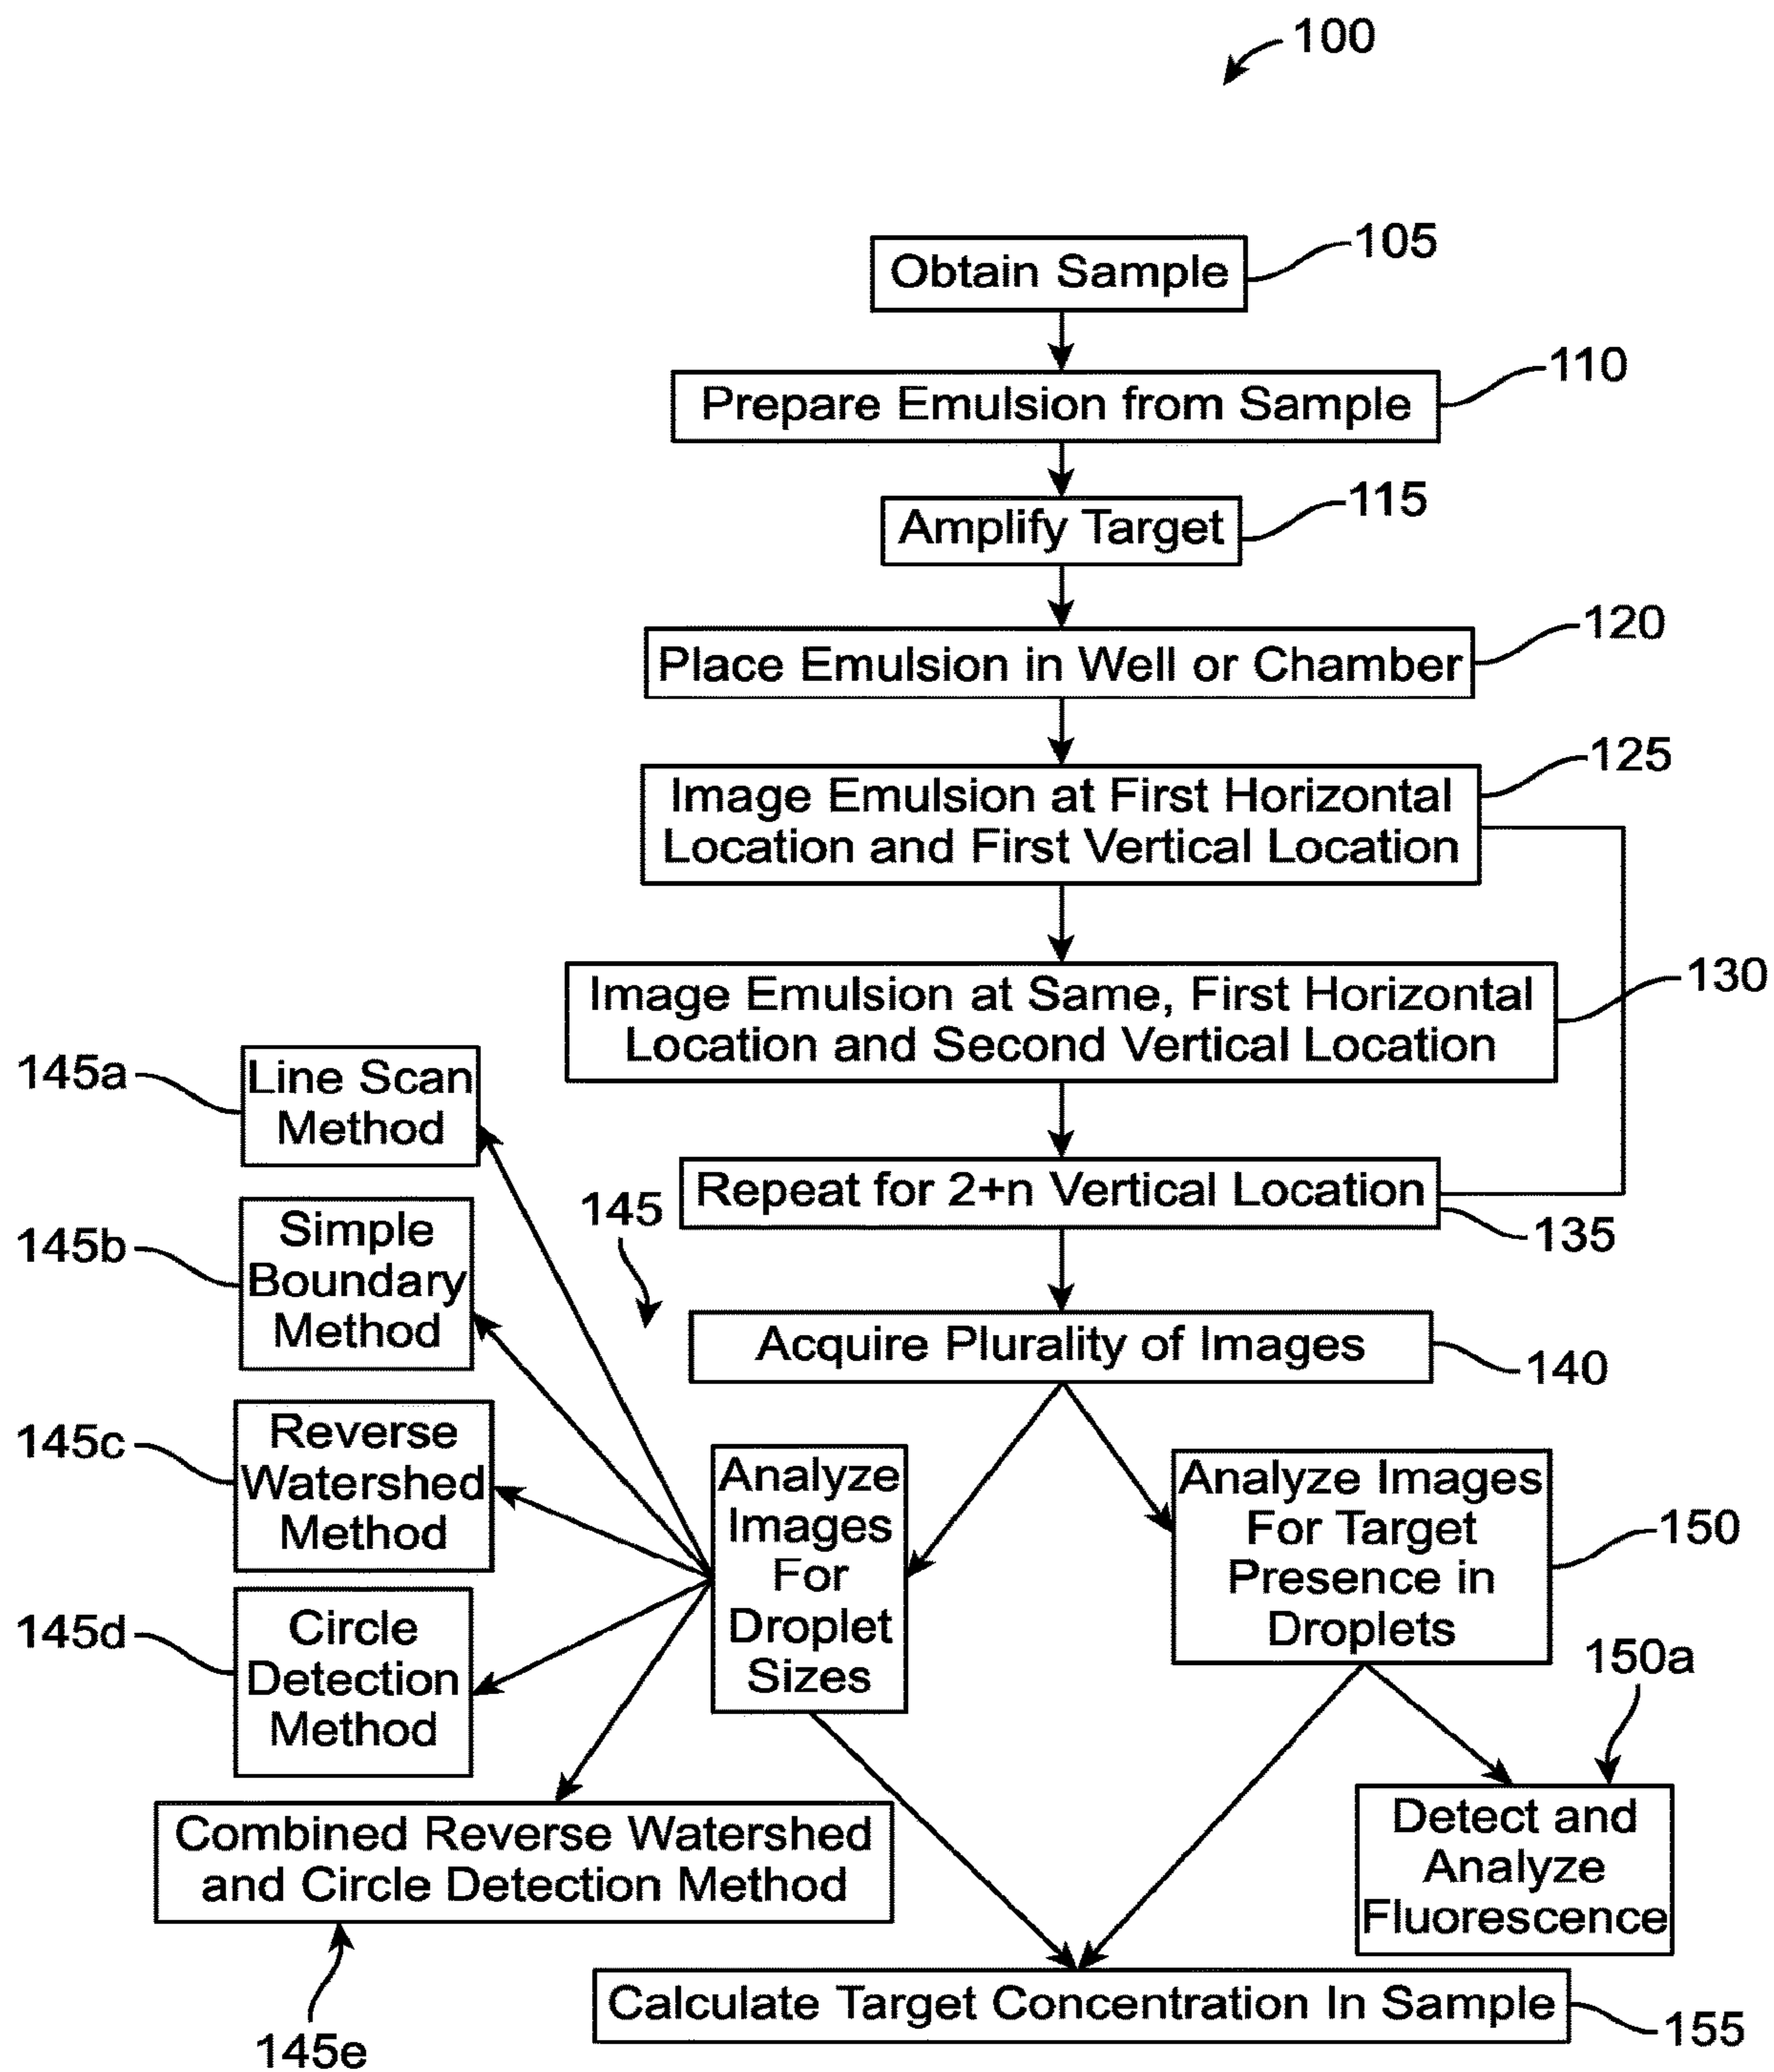 100
Obtain Sample
105
Prepare Emulsion from Sample
110
Amplify Target
115
Place Emulsion in Well or Chamber
120
Image Emulsion at First Horizontal
Location and First Vertical Location
125
Image Emulsion at Same, First Horizontal
Location and Second Vertical Location
130
Repeat for 2+n Vertical Location
135
Acquire Plurality of Images
140
145
Analyze
Images
For
Droplet
Sizes
145a
Line Scan
Method
145b
Simple
Boundary
Method
145c
Reverse
Watershed
Method
145d
Circle
Detection
Method
Combined Reverse Watershed
and Circle Detection Method
145e
Analyze Images
For Target
Presence in
Droplets
150
150a
Detect and
Analyze
Fluorescence
Calculate Target Concentration In Sample
155